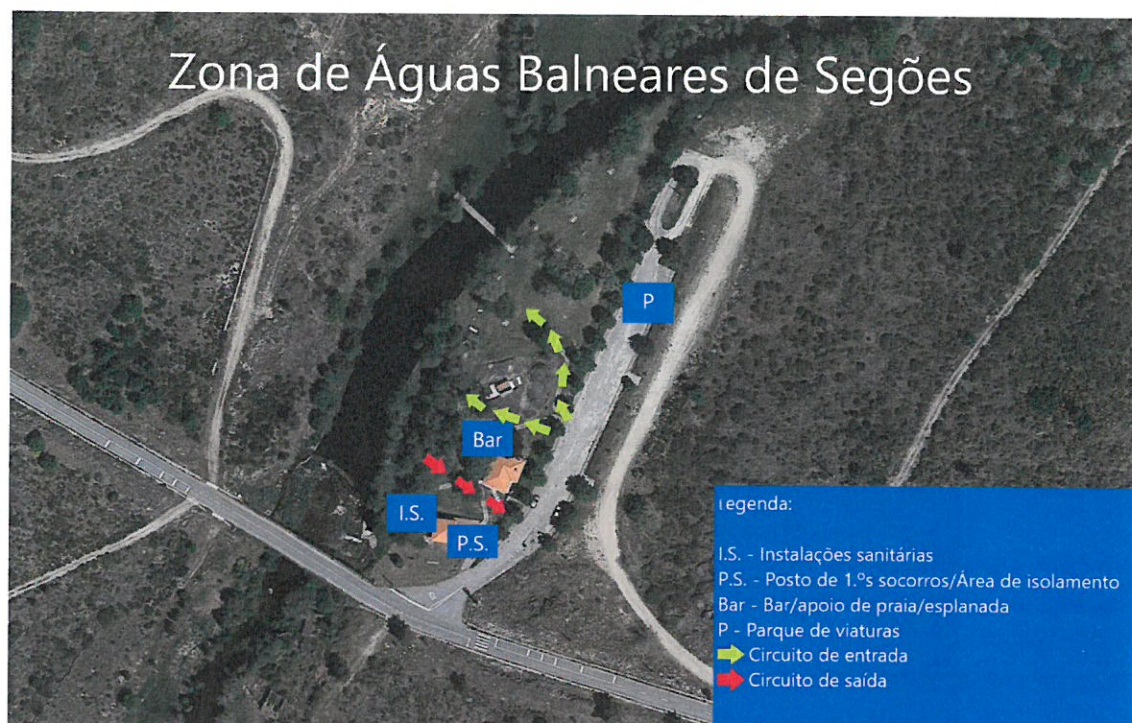 Zona de Águas Balneares de Segões
P
Bar
I.S.
P.S.
Legenda:
I.S. - Instalações sanitárias
P.S. - Posto de 1.ºs socorros/Área de isolamento
Bar - Bar/apoio de praia/esplanada
P - Parque de viaturas
Circuito de entrada
Circuito de saída